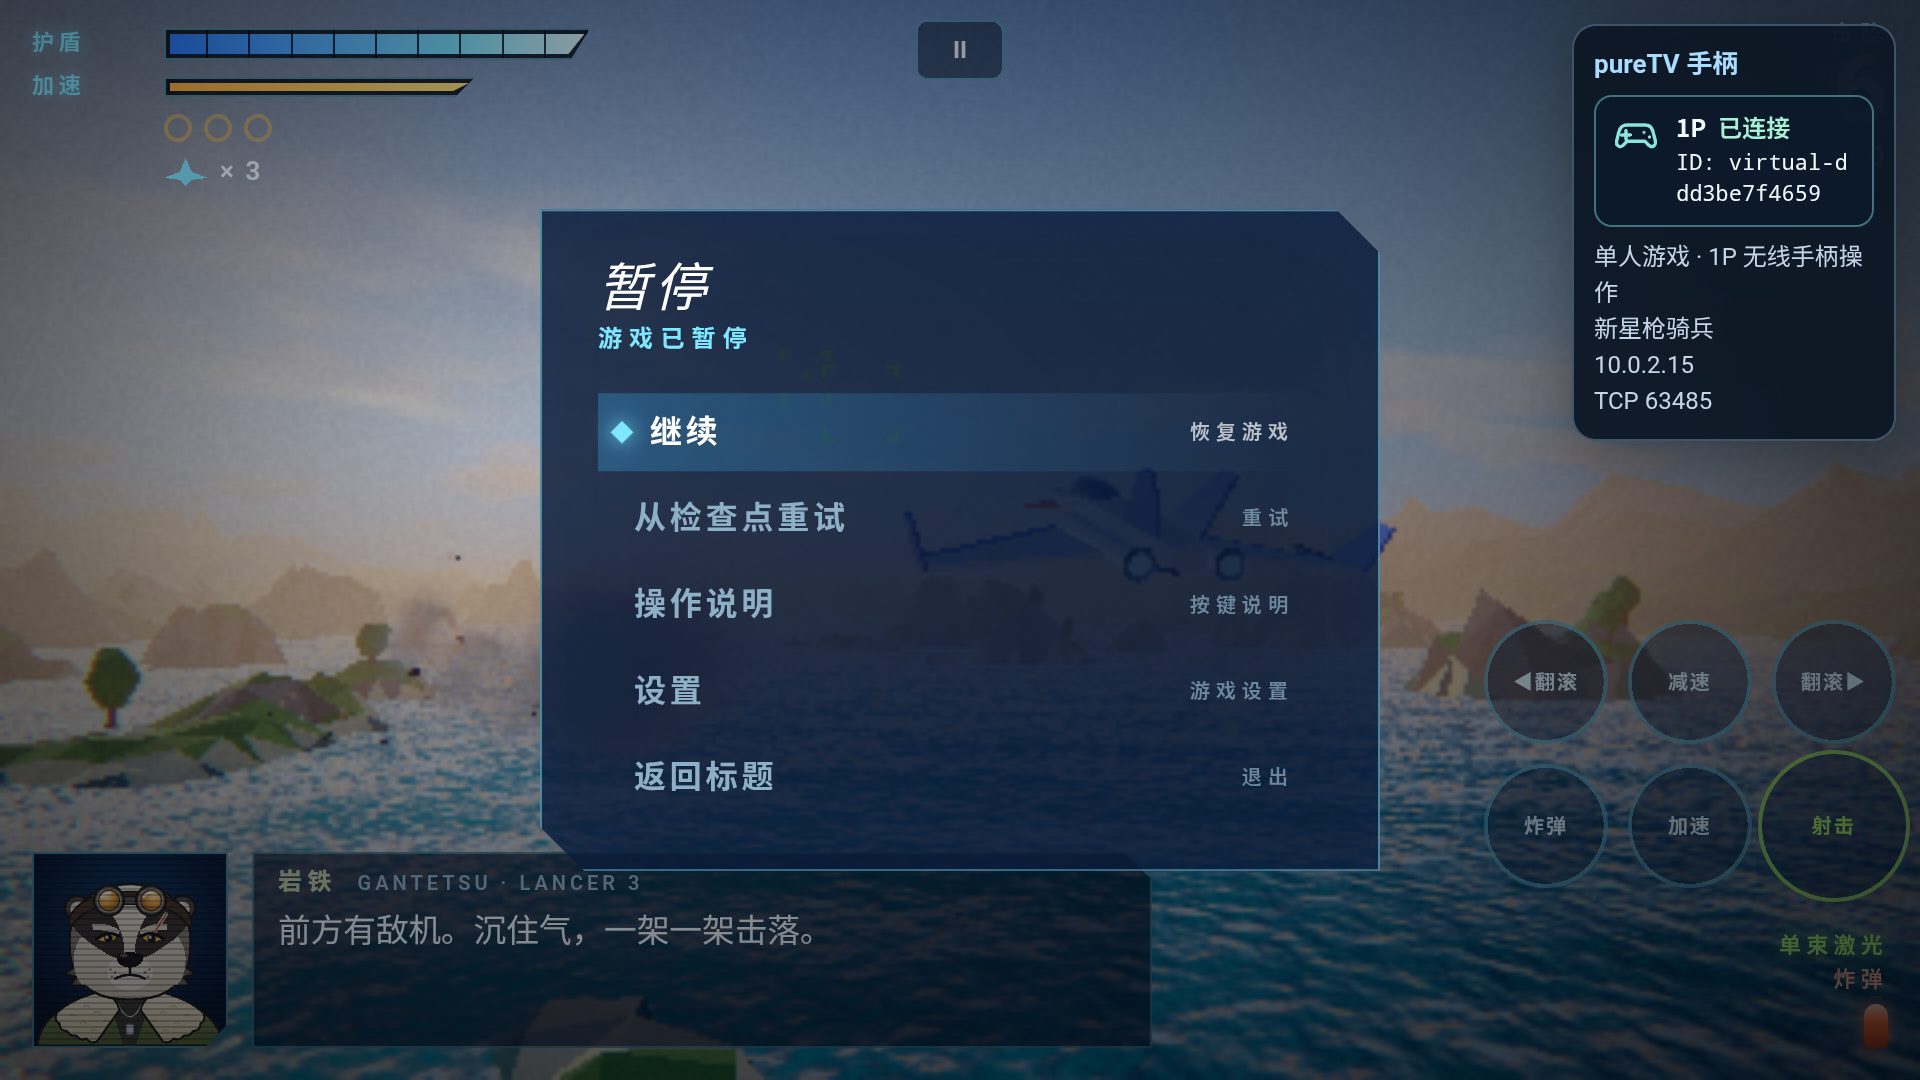 护盾
加速
× 3
pureTV 手柄
1P 已连接
ID: virtual-d
dd3be7f4659
单人游戏 · 1P 无线手柄操
作
新星枪骑兵
10.0.2.15
TCP 63485
暂停
游戏已暂停
继续 恢复游戏
从检查点重试 重试
操作说明 按键说明
设置 游戏设置
返回标题 退出
◀翻滚 减速 翻滚▶
炸弹 加速 射击
单束激光
炸弹
岩铁 GANTETSU · LANCER 3
前方有敌机。沉住气，一架一架击落。